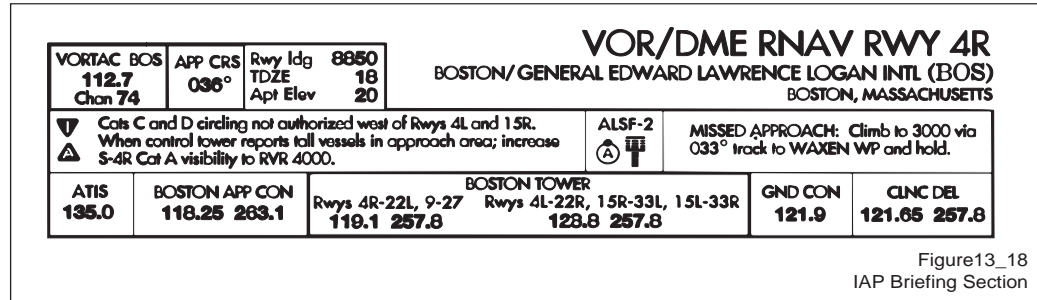 VOR/DME RNAV RWY 4R
BOSTON/GENERAL EDWARD LAWRENCE LOGAN INTL (BOS)
BOSTON, MASSACHUSETTS
VORTAC BOS
112.7
Chan 74
APP CRS
036°
Rwy ldg 8850
TDZE 18
Apt Elev 20
T
A
Cats C and D circling not authorized west of Rwys 4L and 15R.
When control tower reports tall vessels in approach area; increase
S-4R Cat A visibility to RVR 4000.
ALSF-2
A
MISSED APPROACH: Climb to 3000 via
033° track to WAXEN WP and hold.
ATIS
135.0
BOSTON APP CON
118.25 263.1
BOSTON TOWER
Rwys 4R-22L, 9-27 Rwys 4L-22R, 15R-33L, 15L-33R
119.1 257.8 128.8 257.8
GND CON
121.9
CLNC DEL
121.65 257.8
Figure13_18
IAP Briefing Section